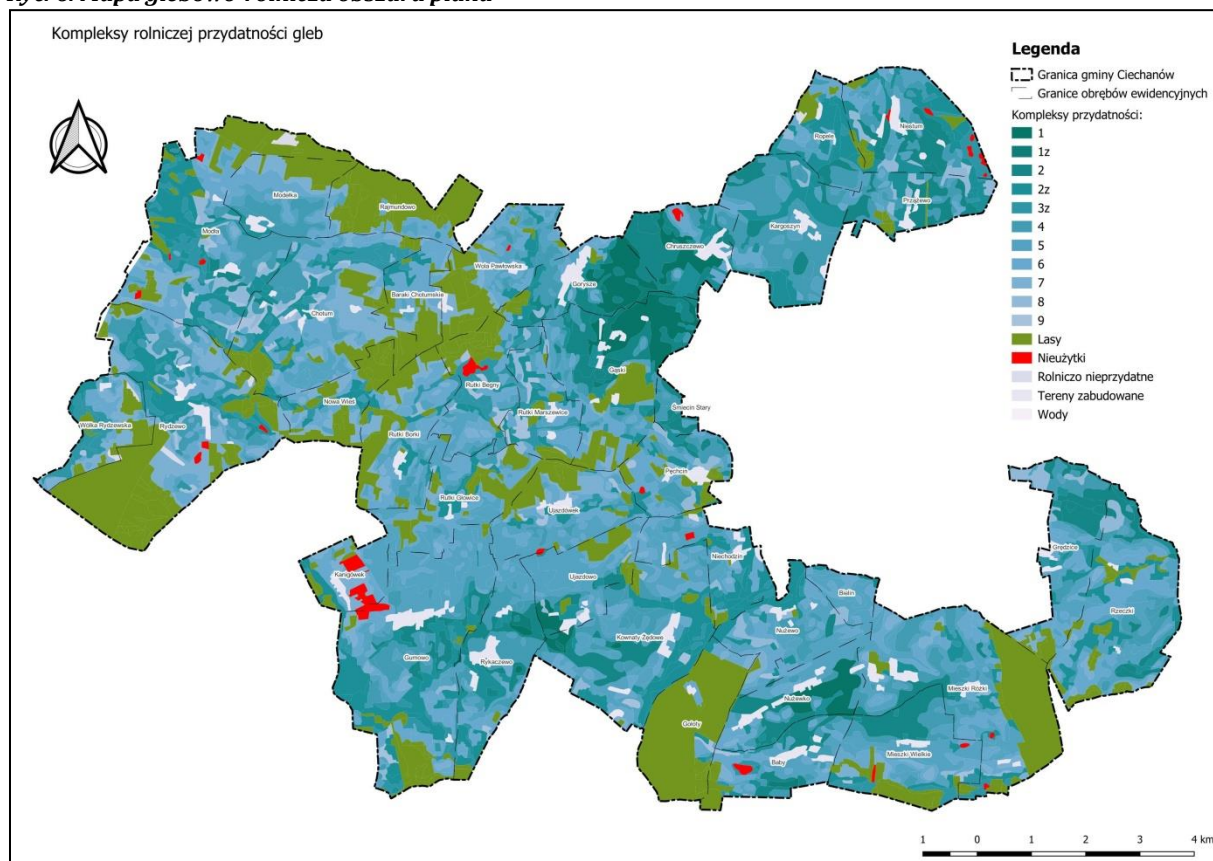 Kompleksy rolniczej przydatności gleb
Legenda
Granica gminy Ciechanów
Granice obrębów ewidencyjnych
Kompleksy przydatności:
1
1z
2
2z
3z
4
5
6
7
8
9
Lasy
Nieużytki
Rolniczo nieprzydatne
Tereny zabudowane
Wody
Ropele
Niestum
Modełka
Rajmundowo
Przążewo
Kargoszyn
Modła
Chruszczewo
Wola Pawłowska
Gorysze
Baraki Chotumskie
Chotum
Gąski
Rutki Begny
Nowa Wieś
Rutki Marszewice
Śmiecin Stary
Wólka Rydzewska
Rydzewo
Rutki Borki
Pęchcin
Rutki Głowice
Ujazdówek
Niechodzin
Grędzice
Kanigówek
Ujazdowo
Balin
Rzeczki
Nużewo
Kownaty Żędowe
Gumowo
Rykaczewo
Mieszki Różki
Nużewko
Gołoty
Mieszki Wielkie
Baby
1 0 1 2 3 4 km